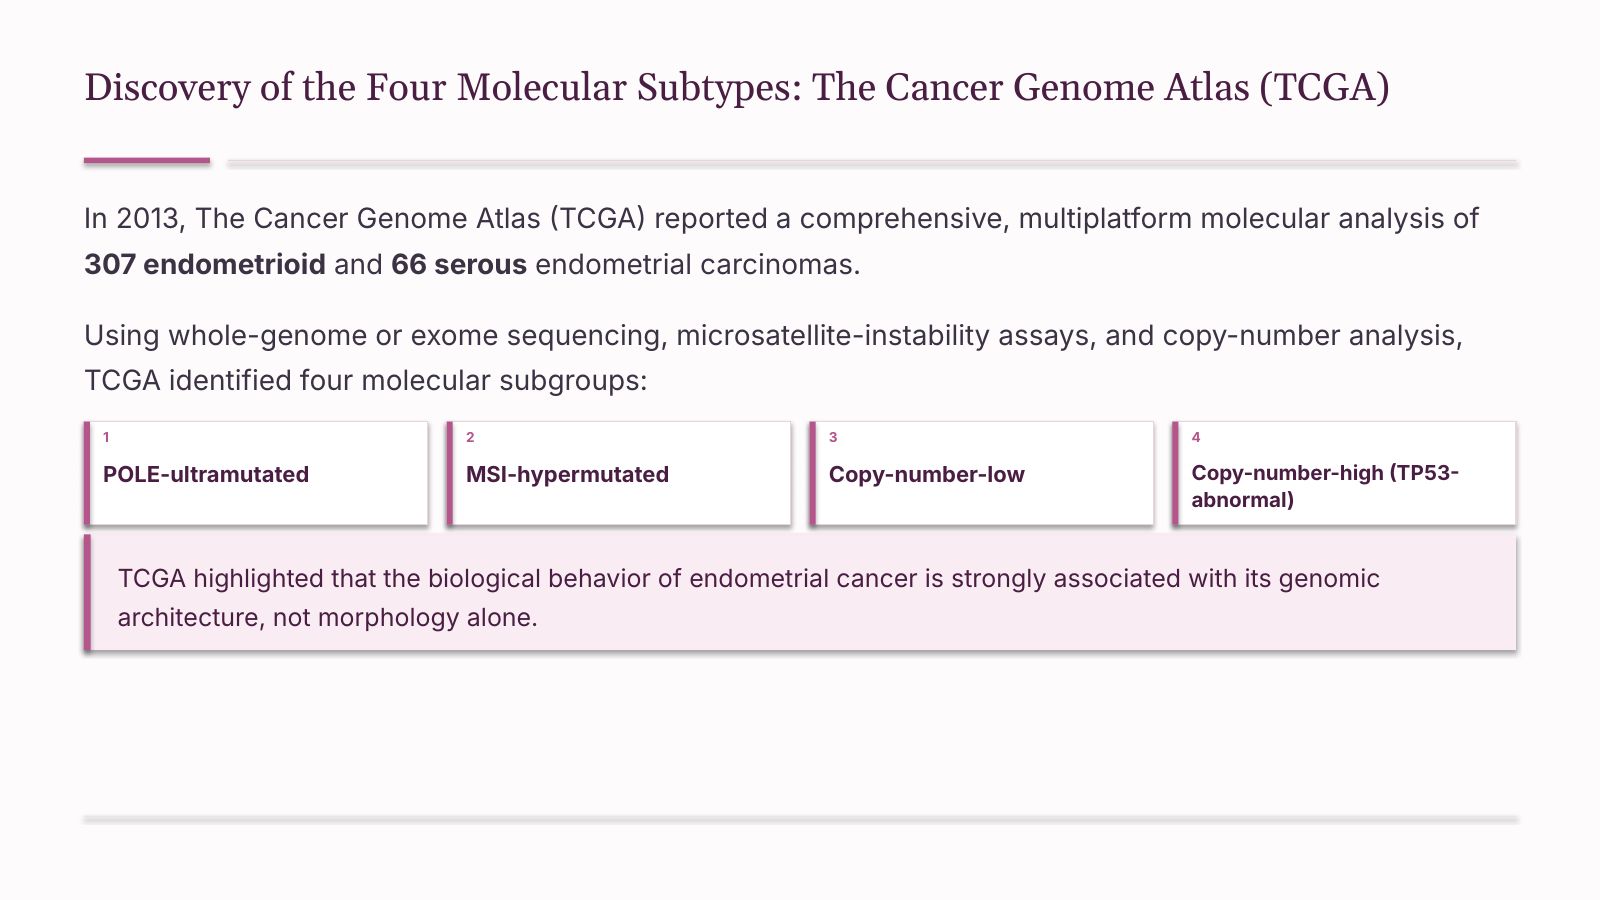 Discovery of the Four Molecular Subtypes: The Cancer Genome Atlas (TCGA)
In 2013, The Cancer Genome Atlas (TCGA) reported a comprehensive, multiplatform molecular analysis of
307 endometrioid and 66 serous endometrial carcinomas.
Using whole-genome or exome sequencing, microsatellite-instability assays, and copy-number analysis,
TCGA identified four molecular subgroups:
1
POLE-ultramutated
2
MSI-hypermutated
3
Copy-number-low
4
Copy-number-high (TP53-
abnormal)
TCGA highlighted that the biological behavior of endometrial cancer is strongly associated with its genomic
architecture, not morphology alone.